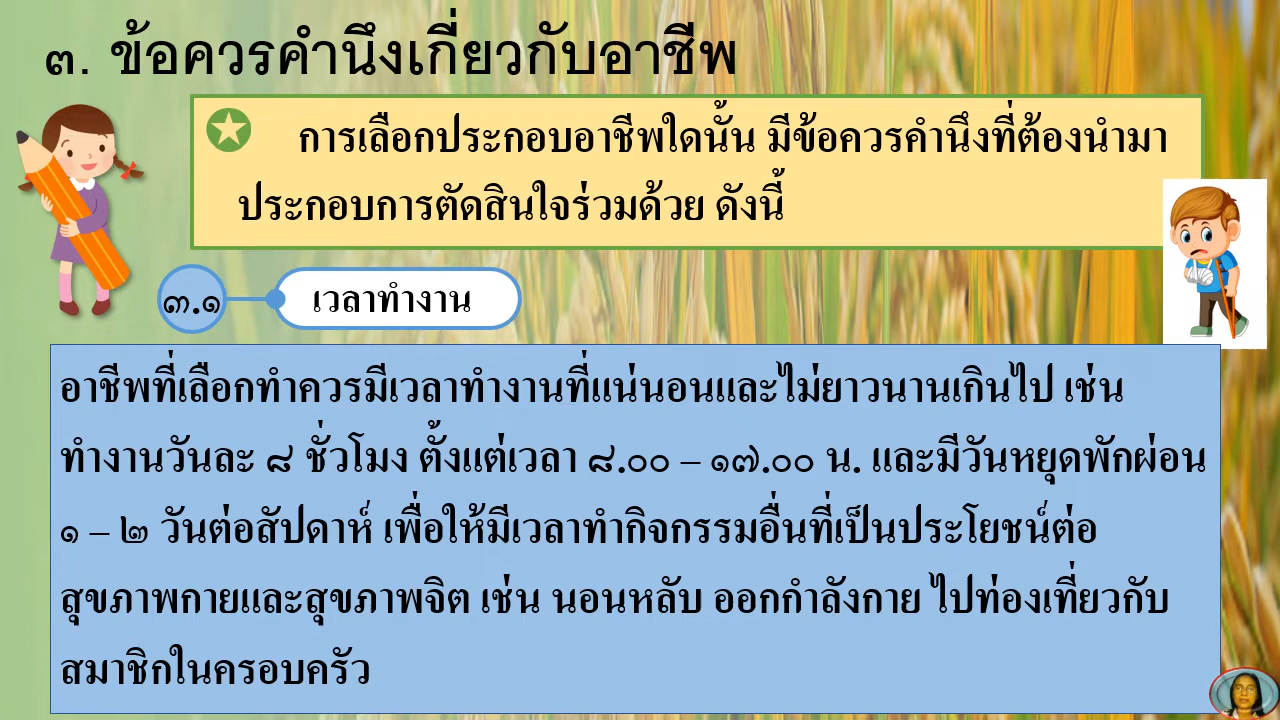 ๓. ข้อควรคำนึงเกี่ยวกับอาชีพ
การเลือกประกอบอาชีพใดนั้น มีข้อควรคำนึงที่ต้องนำมา
ประกอบการตัดสินใจร่วมด้วย ดังนี้
๓.๑ เวลาทำงาน
อาชีพที่เลือกทำควรมีเวลาทำงานที่แน่นอนและไม่ยาวนานเกินไป เช่น
ทำงานวันละ ๘ ชั่วโมง ตั้งแต่เวลา ๘.๐๐ – ๑๗.๐๐ น. และมีวันหยุดพักผ่อน
๑ – ๒ วันต่อสัปดาห์ เพื่อให้มีเวลาทำกิจกรรมอื่นที่เป็นประโยชน์ต่อ
สุขภาพกายและสุขภาพจิต เช่น นอนหลับ ออกกำลังกาย ไปท่องเที่ยวกับ
สมาชิกในครอบครัว